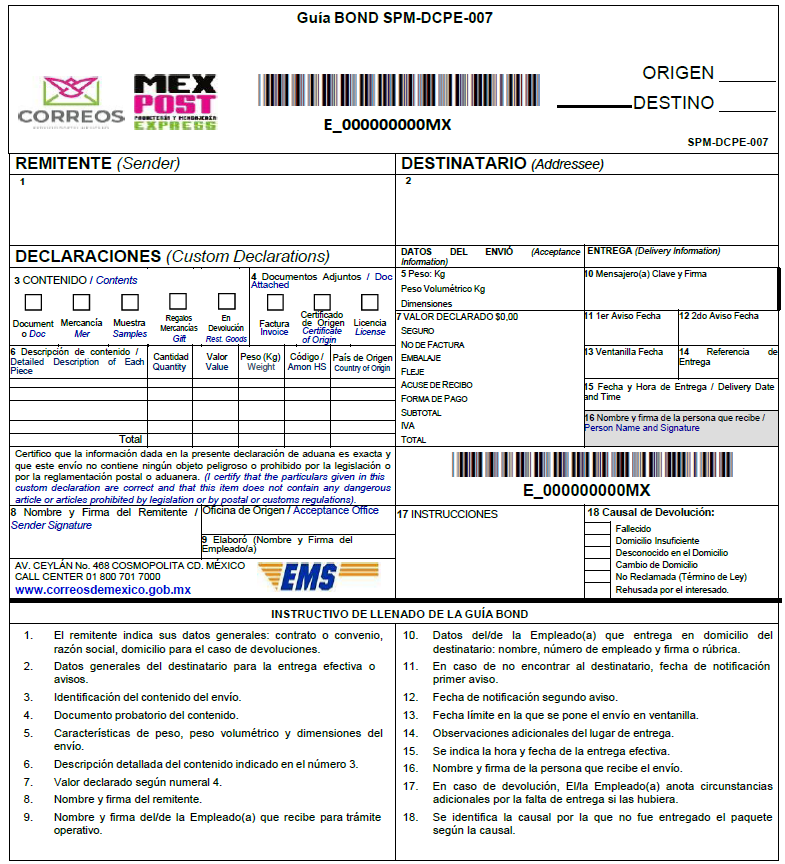 Guía BOND SPM-DCPE-007
ORIGEN ______
DESTINO ______
CORREOS
MEX
POST
PAQUETERÍA Y MENSAJERÍA
EXPRESS
E_000000000MX
SPM-DCPE-007
REMITENTE (Sender)
1
DESTINATARIO (Addressee)
2
DECLARACIONES (Custom Declarations)
3 CONTENIDO / Contents
Document
o Doc
Mercancía
Mer
Muestra
Samples
Regalos
Mercancías
Gift
En
Devolución
Rest. Goods
4 Documentos Adjuntos / Doc
Attached
Factura
Invoice
Certificado
de Origen
Certificate
of Origin
Licencia
License
6 Descripción de contenido /
Detailed Description of Each
Piece
Cantidad
Quantity
Valor
Value
Peso (Kg)
Weight
Código /
Amon HS
País de Origen
Country of Origin
Total
DATOS DEL ENVIÓ (Acceptance
Information)
5 Peso: Kg
Peso Volumétrico Kg
Dimensiones
7 VALOR DECLARADO $0,00
SEGURO
NO DE FACTURA
EMBALAJE
FLEJE
ACUSE DE RECIBO
FORMA DE PAGO
SUBTOTAL
IVA
TOTAL
ENTREGA (Delivery Information)
10 Mensajero(a) Clave y Firma
11 1er Aviso Fecha
12 2do Aviso Fecha
13 Ventanilla Fecha
14 Referencia de
Entrega
15 Fecha y Hora de Entrega / Delivery Date
and Time
16 Nombre y firma de la persona que recibe /
Person Name and Signature
Certifico que la información dada en la presente declaración de aduana es exacta y
que este envío no contiene ningún objeto peligroso o prohibido por la legislación o
por la reglamentación postal o aduanera. (I certify that the particulars given in this
custom declaration are correct and that this item does not contain any dangerous
article or articles prohibited by legislation or by postal or customs regulations).
E_000000000MX
8 Nombre y Firma del Remitente /
Sender Signature
Oficina de Origen / Acceptance Office
9 Elaboró (Nombre y Firma del
Empleado/a)
17 INSTRUCCIONES
18 Causal de Devolución:
Fallecido
Domicilio Insuficiente
Desconocido en el Domicilio
Cambio de Domicilio
No Reclamada (Término de Ley)
Rehusada por el interesado.
AV. CEYLÁN No. 468 COSMOPOLITA CD. MÉXICO
CALL CENTER 01 800 701 7000
www.correosdemexico.gob.mx
EMS
INSTRUCTIVO DE LLENADO DE LA GUÍA BOND
1. El remitente indica sus datos generales: contrato o convenio,
razón social, domicilio para el caso de devoluciones.
2. Datos generales del destinatario para la entrega efectiva o
avisos.
3. Identificación del contenido del envío.
4. Documento probatorio del contenido.
5. Características de peso, peso volumétrico y dimensiones del
envío.
6. Descripción detallada del contenido indicado en el número 3.
7. Valor declarado según numeral 4.
8. Nombre y firma del remitente.
9. Nombre y firma del/de la Empleado(a) que recibe para trámite
operativo.
10. Datos del/de la Empleado(a) que entrega en domicilio del
destinatario: nombre, número de empleado y firma o rúbrica.
11. En caso de no encontrar al destinatario, fecha de notificación
primer aviso.
12. Fecha de notificación segundo aviso.
13. Fecha límite en la que se pone el envío en ventanilla.
14. Observaciones adicionales del lugar de entrega.
15. Se indica la hora y fecha de la entrega efectiva.
16. Nombre y firma de la persona que recibe el envío.
17. En caso de devolución, El/la Empleado(a) anota circunstancias
adicionales por la falta de entrega si las hubiera.
18. Se identifica la causal por la que no fue entregado el paquete
según la causal.